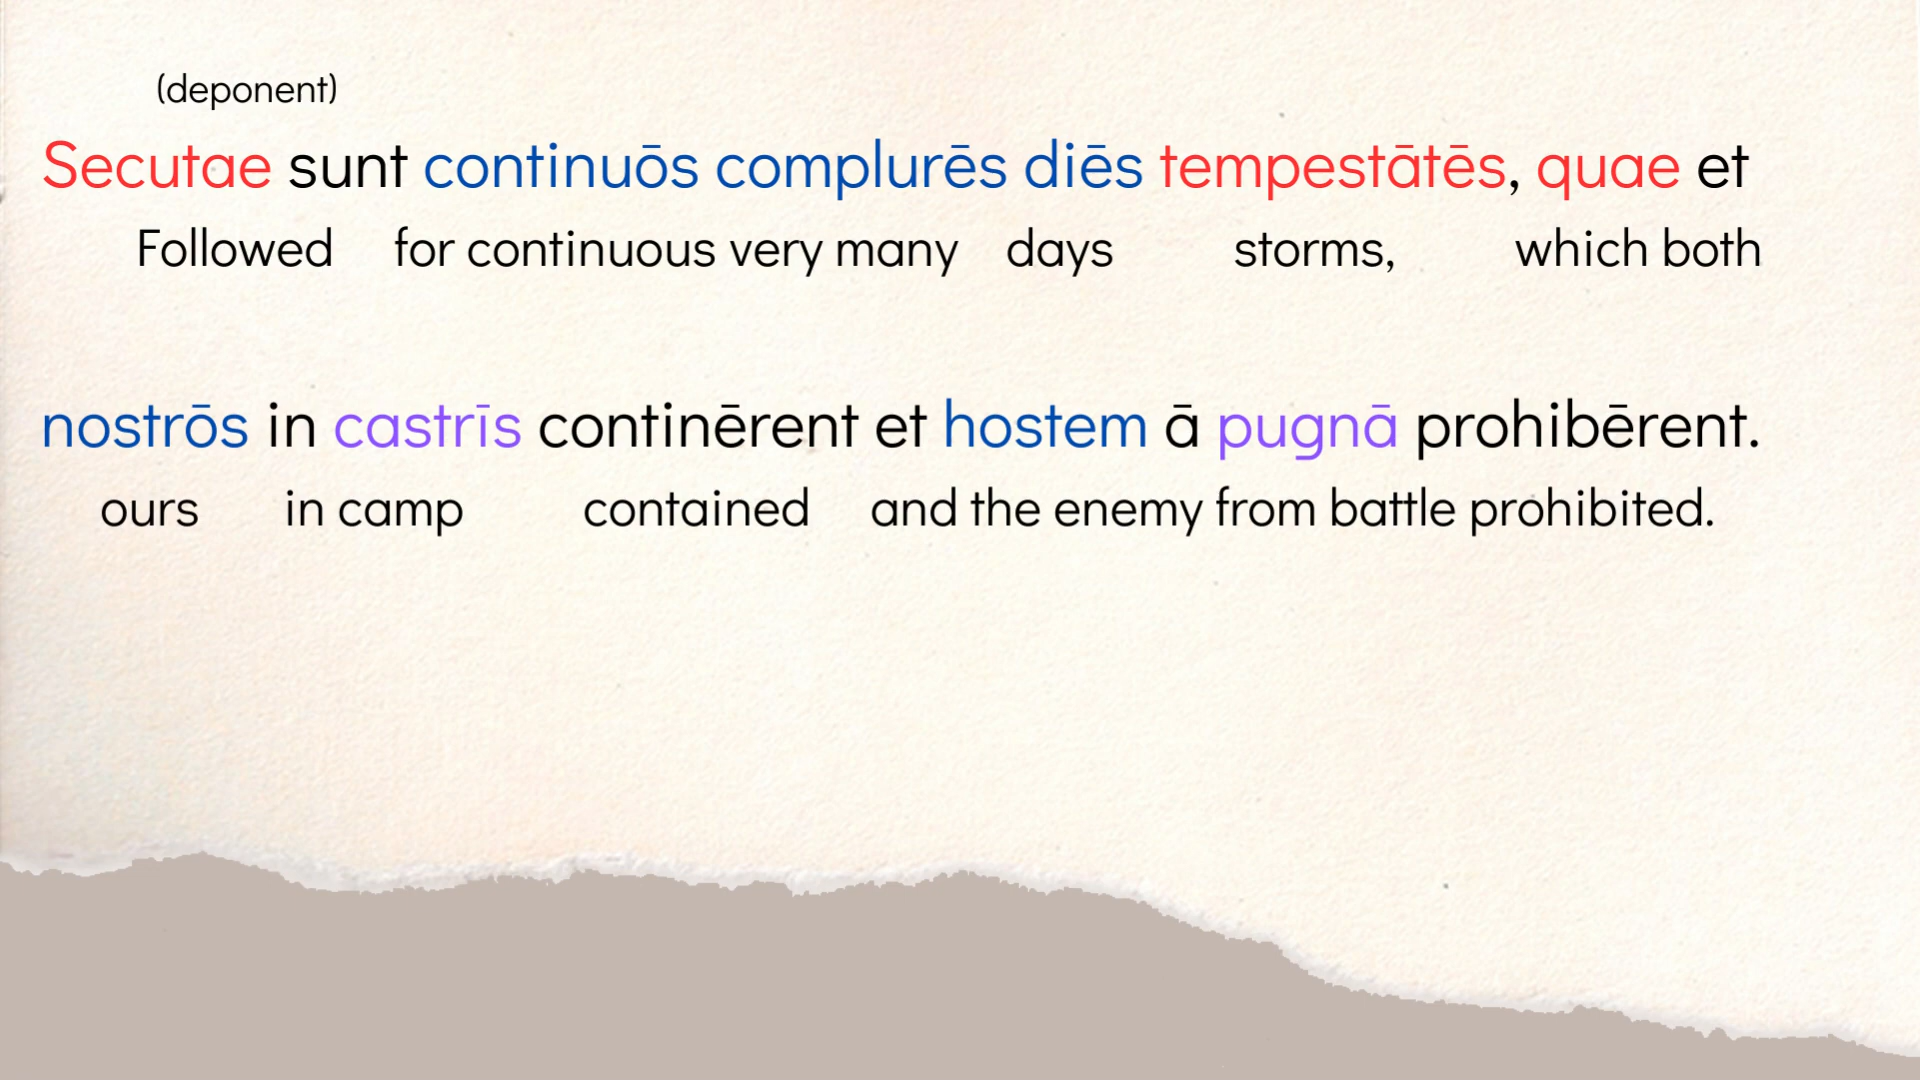 (deponent)
Secutae sunt continuōs complurēs diēs tempestātēs, quae et
Followed for continuous very many days storms, which both
nostrōs in castrīs continērent et hostem ā pugnā prohibērent.
ours in camp contained and the enemy from battle prohibited.